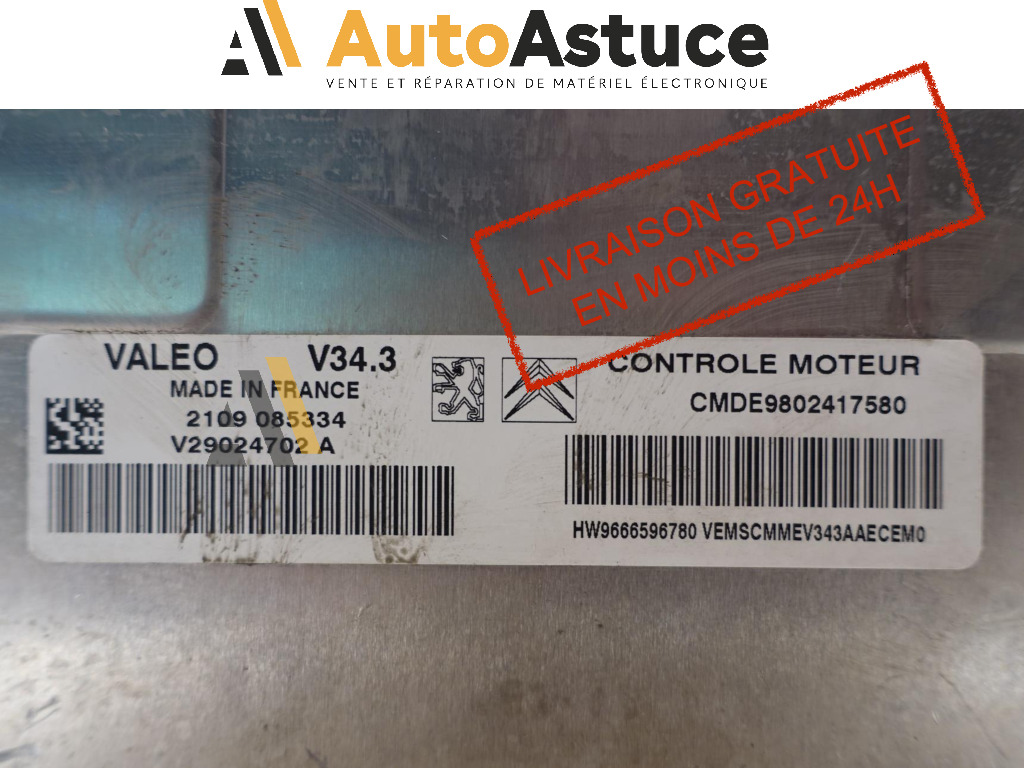 AutoAstuce
VENTE ET RÉPARATION DE MATÉRIEL ÉLECTRONIQUE
LIVRAISON GRATUITE
EN MOINS DE 24H
VALEO V34.3
MADE IN FRANCE
2109 085334
V29024702 A
CONTROLE MOTEUR
CMDE9802417580
HW9666596780 VEMSCMMEV343AAECEM0